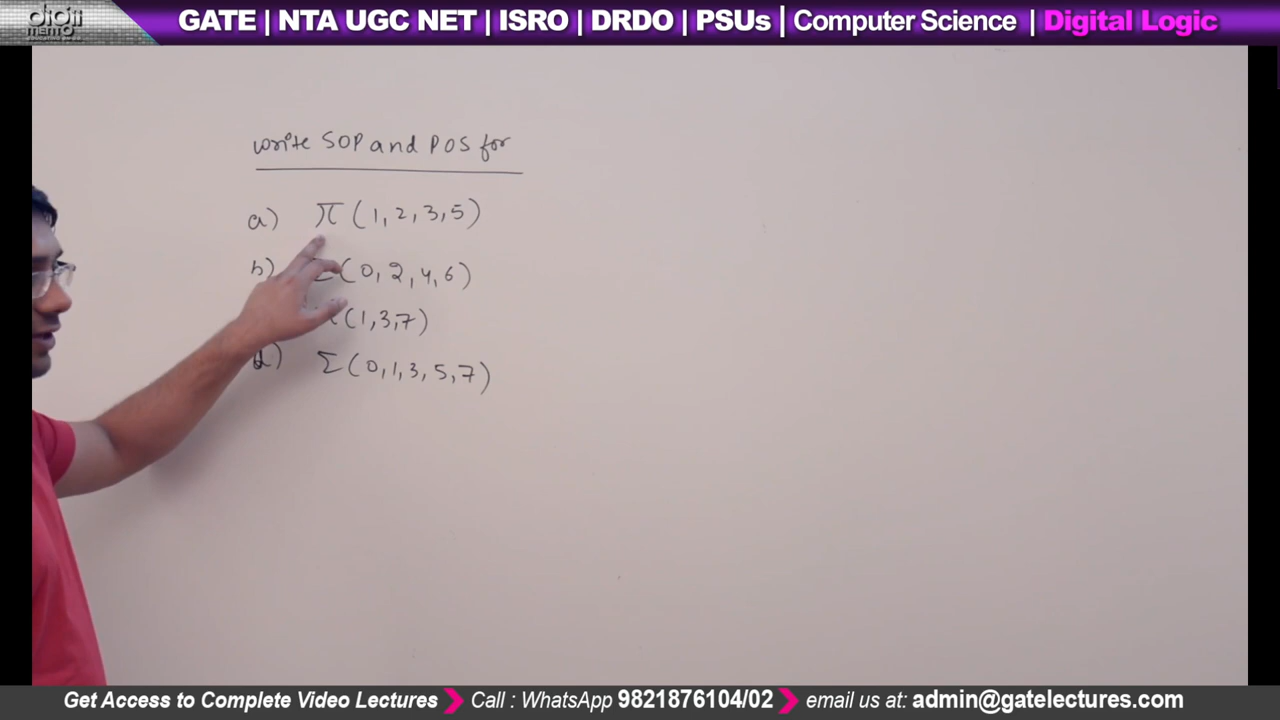 digii
MENTO
GATE | NTA UGC NET | ISRO | DRDO | PSUs | Computer Science | Digital Logic
write SOP and POS for
a) π (1, 2, 3, 5)
b) Σ (0, 2, 4, 6)
(1, 3, 7)
d) Σ (0, 1, 3, 5, 7)
Get Access to Complete Video Lectures Call : WhatsApp 9821876104/02 email us at: admin@gatelectures.com